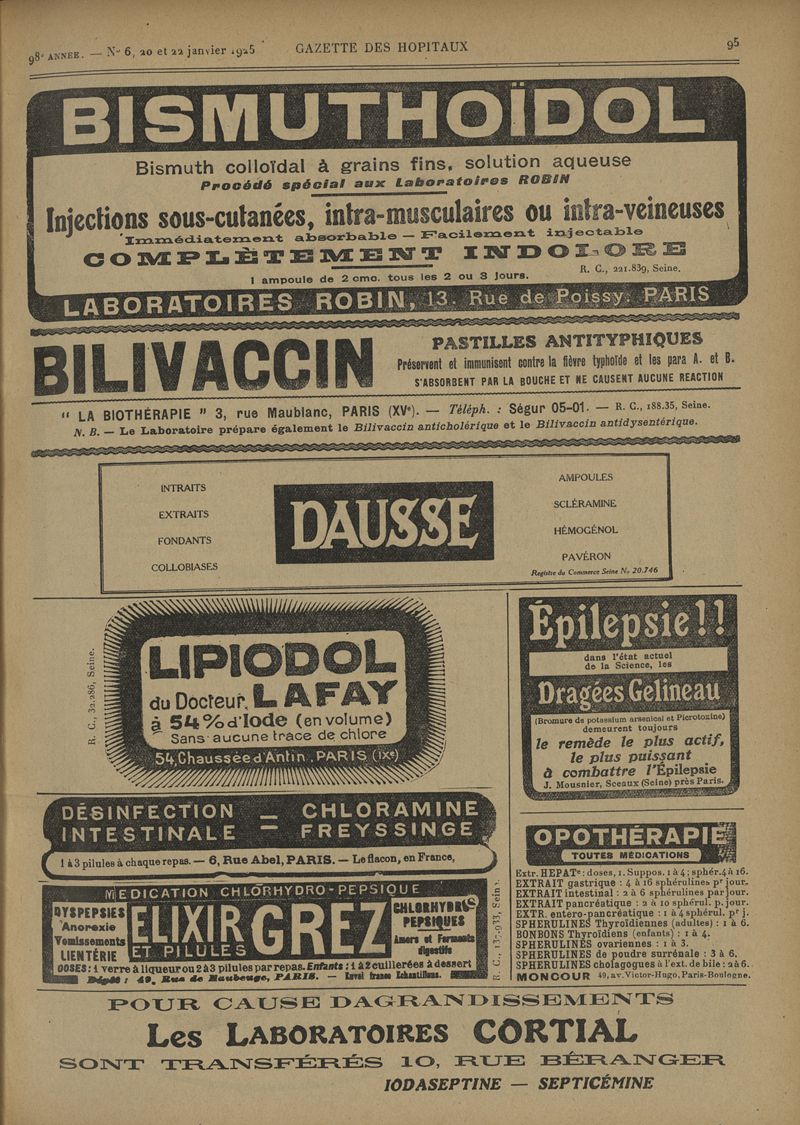 98e ANNÉE. — No 6, 20 et 22 janvier 1925
GAZETTE DES HOPITAUX
95
BISMUTHOÏDOL
Bismuth colloïdal à grains fins, solution aqueuse
Procédé spécial aux Laboratoires ROBIN
Injections sous-cutanées, intra-musculaires ou intra-veineuses
Immédiatement absorbable — Facilement injectable
COMPLÈTEMENT INDOLORE
R. C., 221.839, Seine.
1 ampoule de 2 cmc. tous les 2 ou 3 jours.
LABORATOIRES ROBIN, 13. Rue de Poissy. PARIS
BILIVACCIN
PASTILLES ANTITYPHIQUES
Préservent et immunisent contre la fièvre typhoïde et les para A. et B.
S'ABSORBENT PAR LA BOUCHE ET NE CAUSENT AUCUNE REACTION
" LA BIOTHÉRAPIE " 3, rue Maublanc, PARIS (XVe). — Téléph. : Ségur 05-01. — R. C., 188.35, Seine.
N. B. — Le Laboratoire prépare également le Bilivaccin anticholérique et le Bilivaccin antidysentérique.
INTRAITS
EXTRAITS
FONDANTS
COLLOBIASES
DAUSSE
AMPOULES
SCLÉRAMINE
HÉMOGÉNOL
PAVÉRON
Registre du Commerce Seine No 20.746
R. C., 32.286, Seine.
LIPIODOL
du Docteur LAFAY
à 54% d'Iode (en volume)
Sans aucune trace de chlore
54, Chaussée d'Antin. PARIS (IXe)
Épilepsie!!
dans l'état actuel
de la Science, les
Dragées Gelineau
(Bromure de potassium arsenical et Picrotoxine)
demeurent toujours
le remède le plus actif,
le plus puissant
à combattre l'Épilepsie
J. Mousnier, Sceaux (Seine) près Paris.
DÉSINFECTION = CHLORAMINE
INTESTINALE = FREYSSINGE
1 à 3 pilules à chaque repas. — 6, Rue Abel, PARIS. — Le flacon, en France,
MEDICATION CHLORHYDRO-PEPSIQUE
DYSPEPSIES
Anorexie
Vomissements
LIENTÉRIE
ELIXIR GREZ
ET PILULES
CHLORHYDRO
PEPSIQUES
Amers et Ferments
digestifs
DOSES: 1 verre à liqueur ou 2 à 3 pilules par repas. Enfants : 1 à 2 cuillerées à dessert
Dépôt : 49, Rue de Maubeuge, PARIS. — Envoi franco Echantillons.
OPOTHÉRAPIE
TOUTES MÉDICATIONS
Extr. HEPATe: doses, 1. Suppos. 1 à 4; sphér. 4 à 16.
EXTRAIT gastrique : 4 à 16 sphérulines par jour.
EXTRAIT intestinal : 2 à 6 sphérulines par jour.
EXTRAIT pancréatique : 2 à 10 sphérul. p. jour.
EXTR. entero-pancréatique : 1 à 4 sphérul. pr j.
SPHERULINES Thyroïdiennes (adultes) : 1 à 6.
BONBONS Thyroïdiens (enfants) : 1 à 4.
SPHERULINES ovariennes : 1 à 3.
SPHERULINES de poudre surrénale : 3 à 6.
SPHERULINES cholagogues à l'ext. de bile : 2 à 6.
MONCOUR 49, av. Victor-Hugo, Paris-Boulogne.
POUR CAUSE DAGRANDISSEMENTS
Les LABORATOIRES CORTIAL
SONT TRANSFÉRÉS 10, RUE BÉRANGER
IODASEPTINE — SEPTICÉMINE